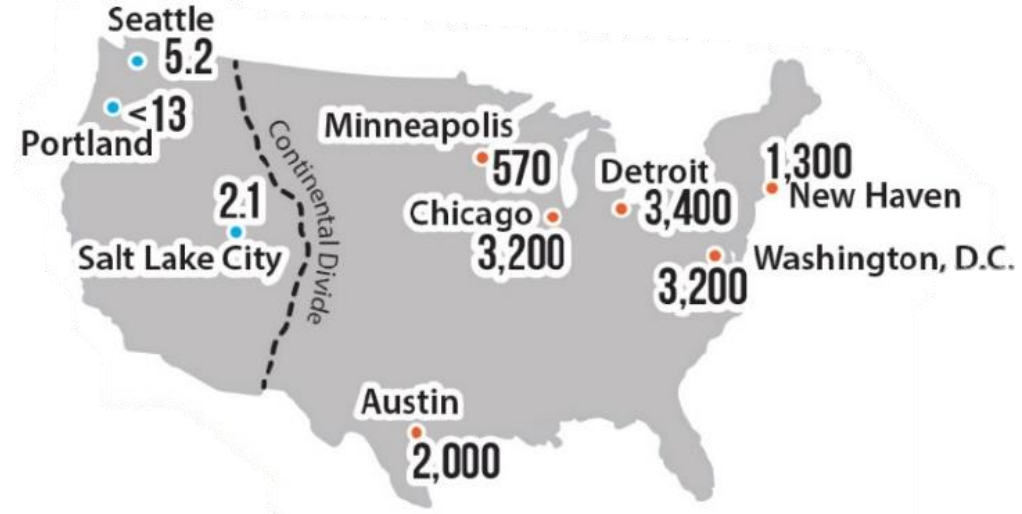 Seattle
5.2
<13
Portland
2.1
Salt Lake City
Continental Divide
Minneapolis
570
Chicago
3,200
Detroit
3,400
1,300
New Haven
Washington, D.C.
3,200
Austin
2,000